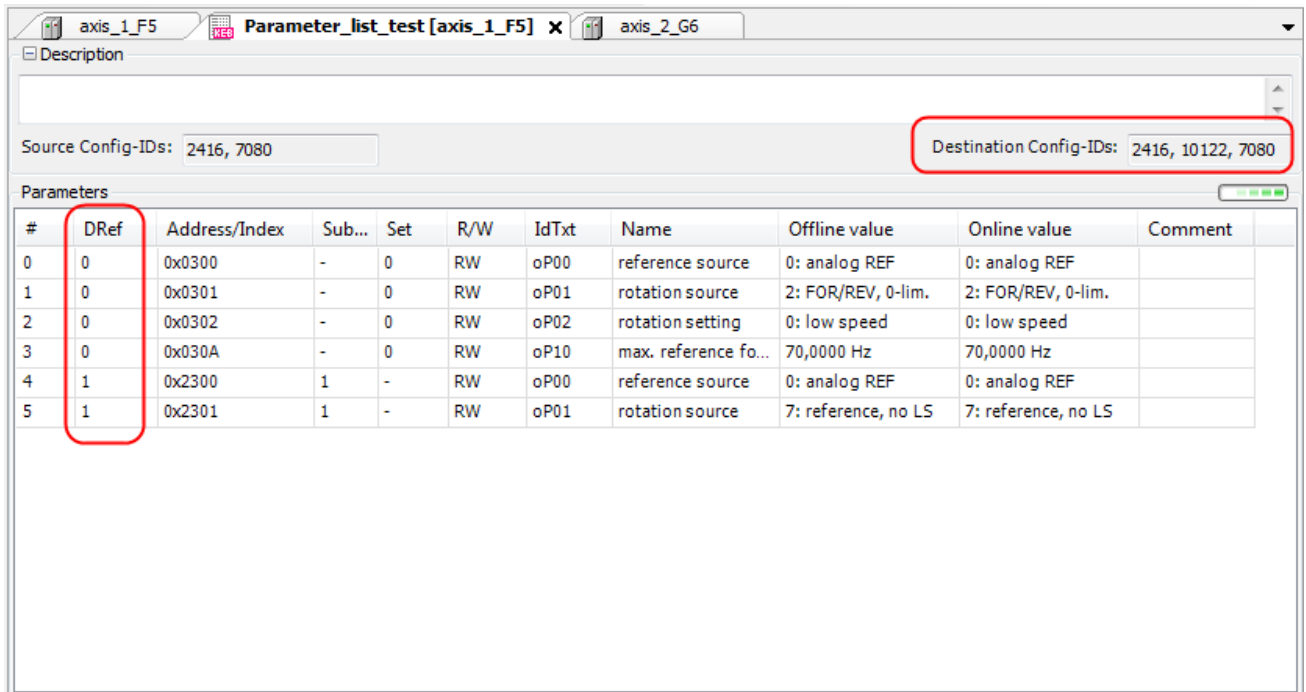 axis_1_F5 Parameter_list_test [axis_1_F5] x axis_2_G6
Description
Source Config-IDs: 2416, 7080 Destination Config-IDs: 2416, 10122, 7080
Parameters
# DRef Address/Index Sub... Set R/W IdTxt Name Offline value Online value Comment
0 0 0x0300 - 0 RW oP00 reference source 0: analog REF 0: analog REF
1 0 0x0301 - 0 RW oP01 rotation source 2: FOR/REV, 0-lim. 2: FOR/REV, 0-lim.
2 0 0x0302 - 0 RW oP02 rotation setting 0: low speed 0: low speed
3 0 0x030A - 0 RW oP10 max. reference fo... 70,0000 Hz 70,0000 Hz
4 1 0x2300 1 - RW oP00 reference source 0: analog REF 0: analog REF
5 1 0x2301 1 - RW oP01 rotation source 7: reference, no LS 7: reference, no LS